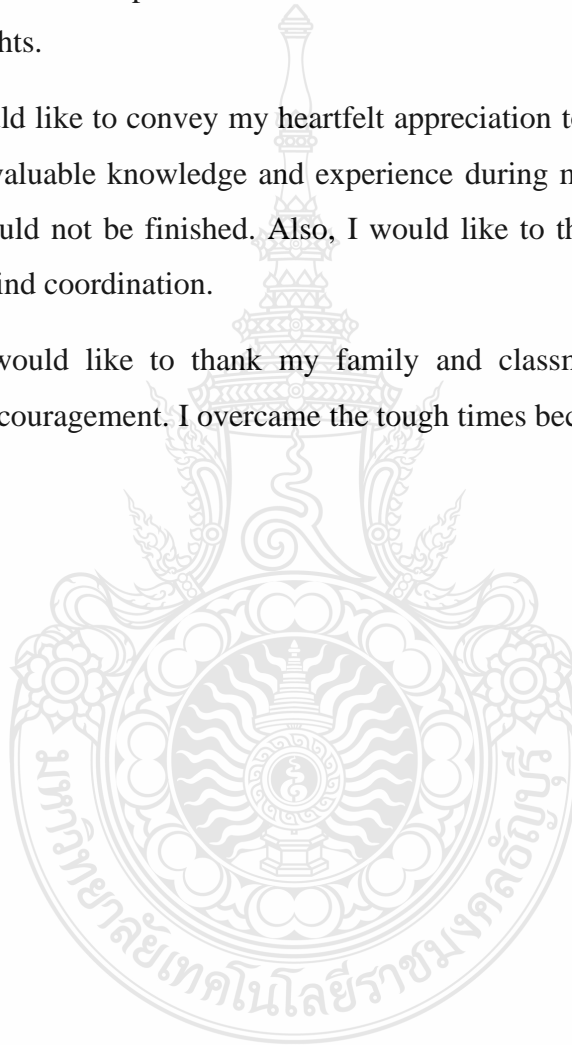 hts.
ld like to convey my heartfelt appreciation to
valuable knowledge and experience during m
uld not be finished. Also, I would like to th
ind coordination.
would like to thank my family and classm
couragement. I overcame the tough times bec
มหาวิทยาลัยเทคโนโลยีราชมงคลธัญบุรี